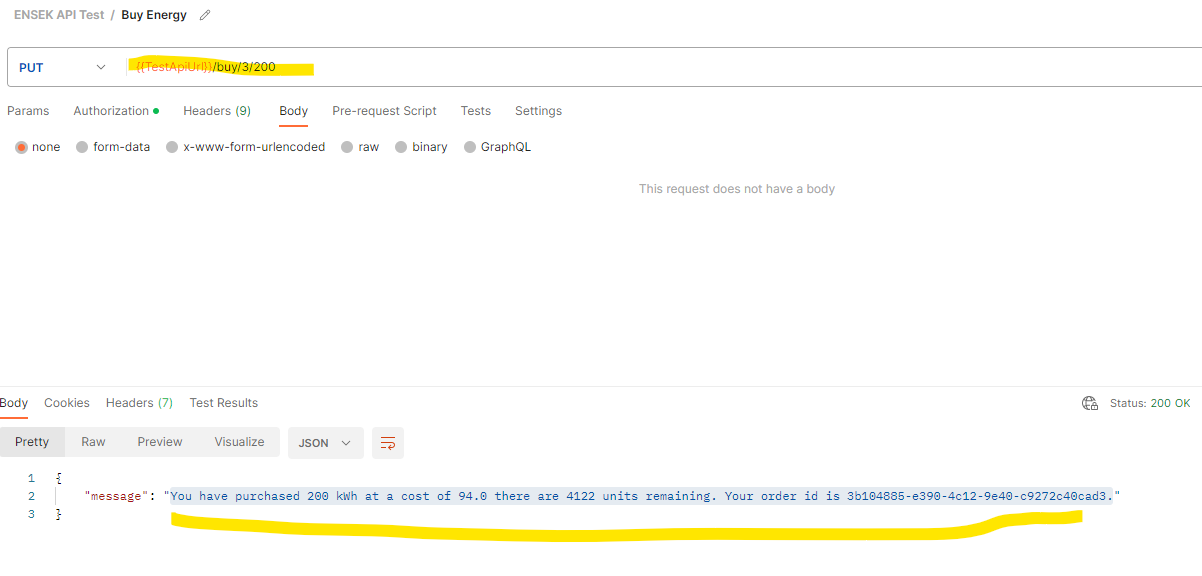 ENSEK API Test / Buy Energy
PUT {{TestApiUrl}}/buy/3/200
Params Authorization Headers (9) Body Pre-request Script Tests Settings
none form-data x-www-form-urlencoded raw binary GraphQL
This request does not have a body
Body Cookies Headers (7) Test Results Status: 200 OK
Pretty Raw Preview Visualize JSON
1 {
2 "message": "You have purchased 200 kWh at a cost of 94.0 there are 4122 units remaining. Your order id is 3b104885-e390-4c12-9e40-c9272c40cad3."
3 }